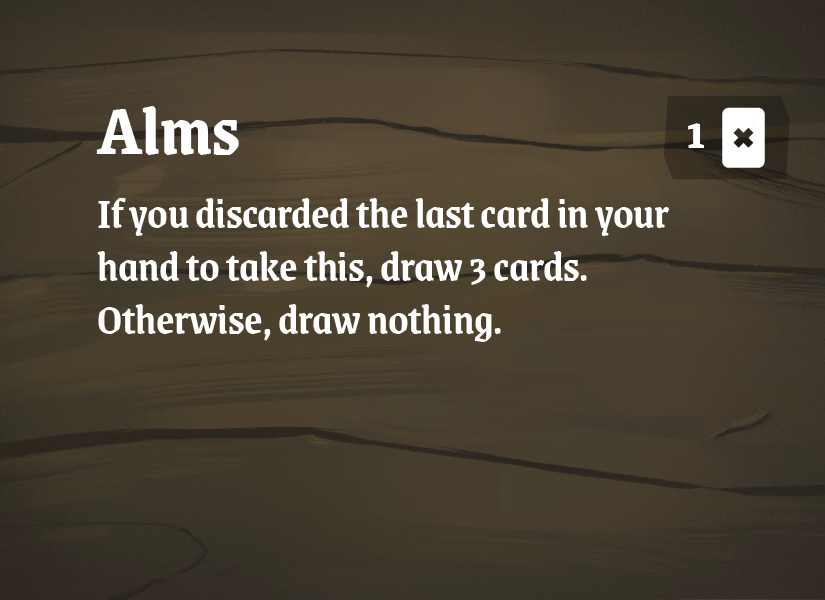 Alms
1 ✖
If you discarded the last card in your
hand to take this, draw 3 cards.
Otherwise, draw nothing.